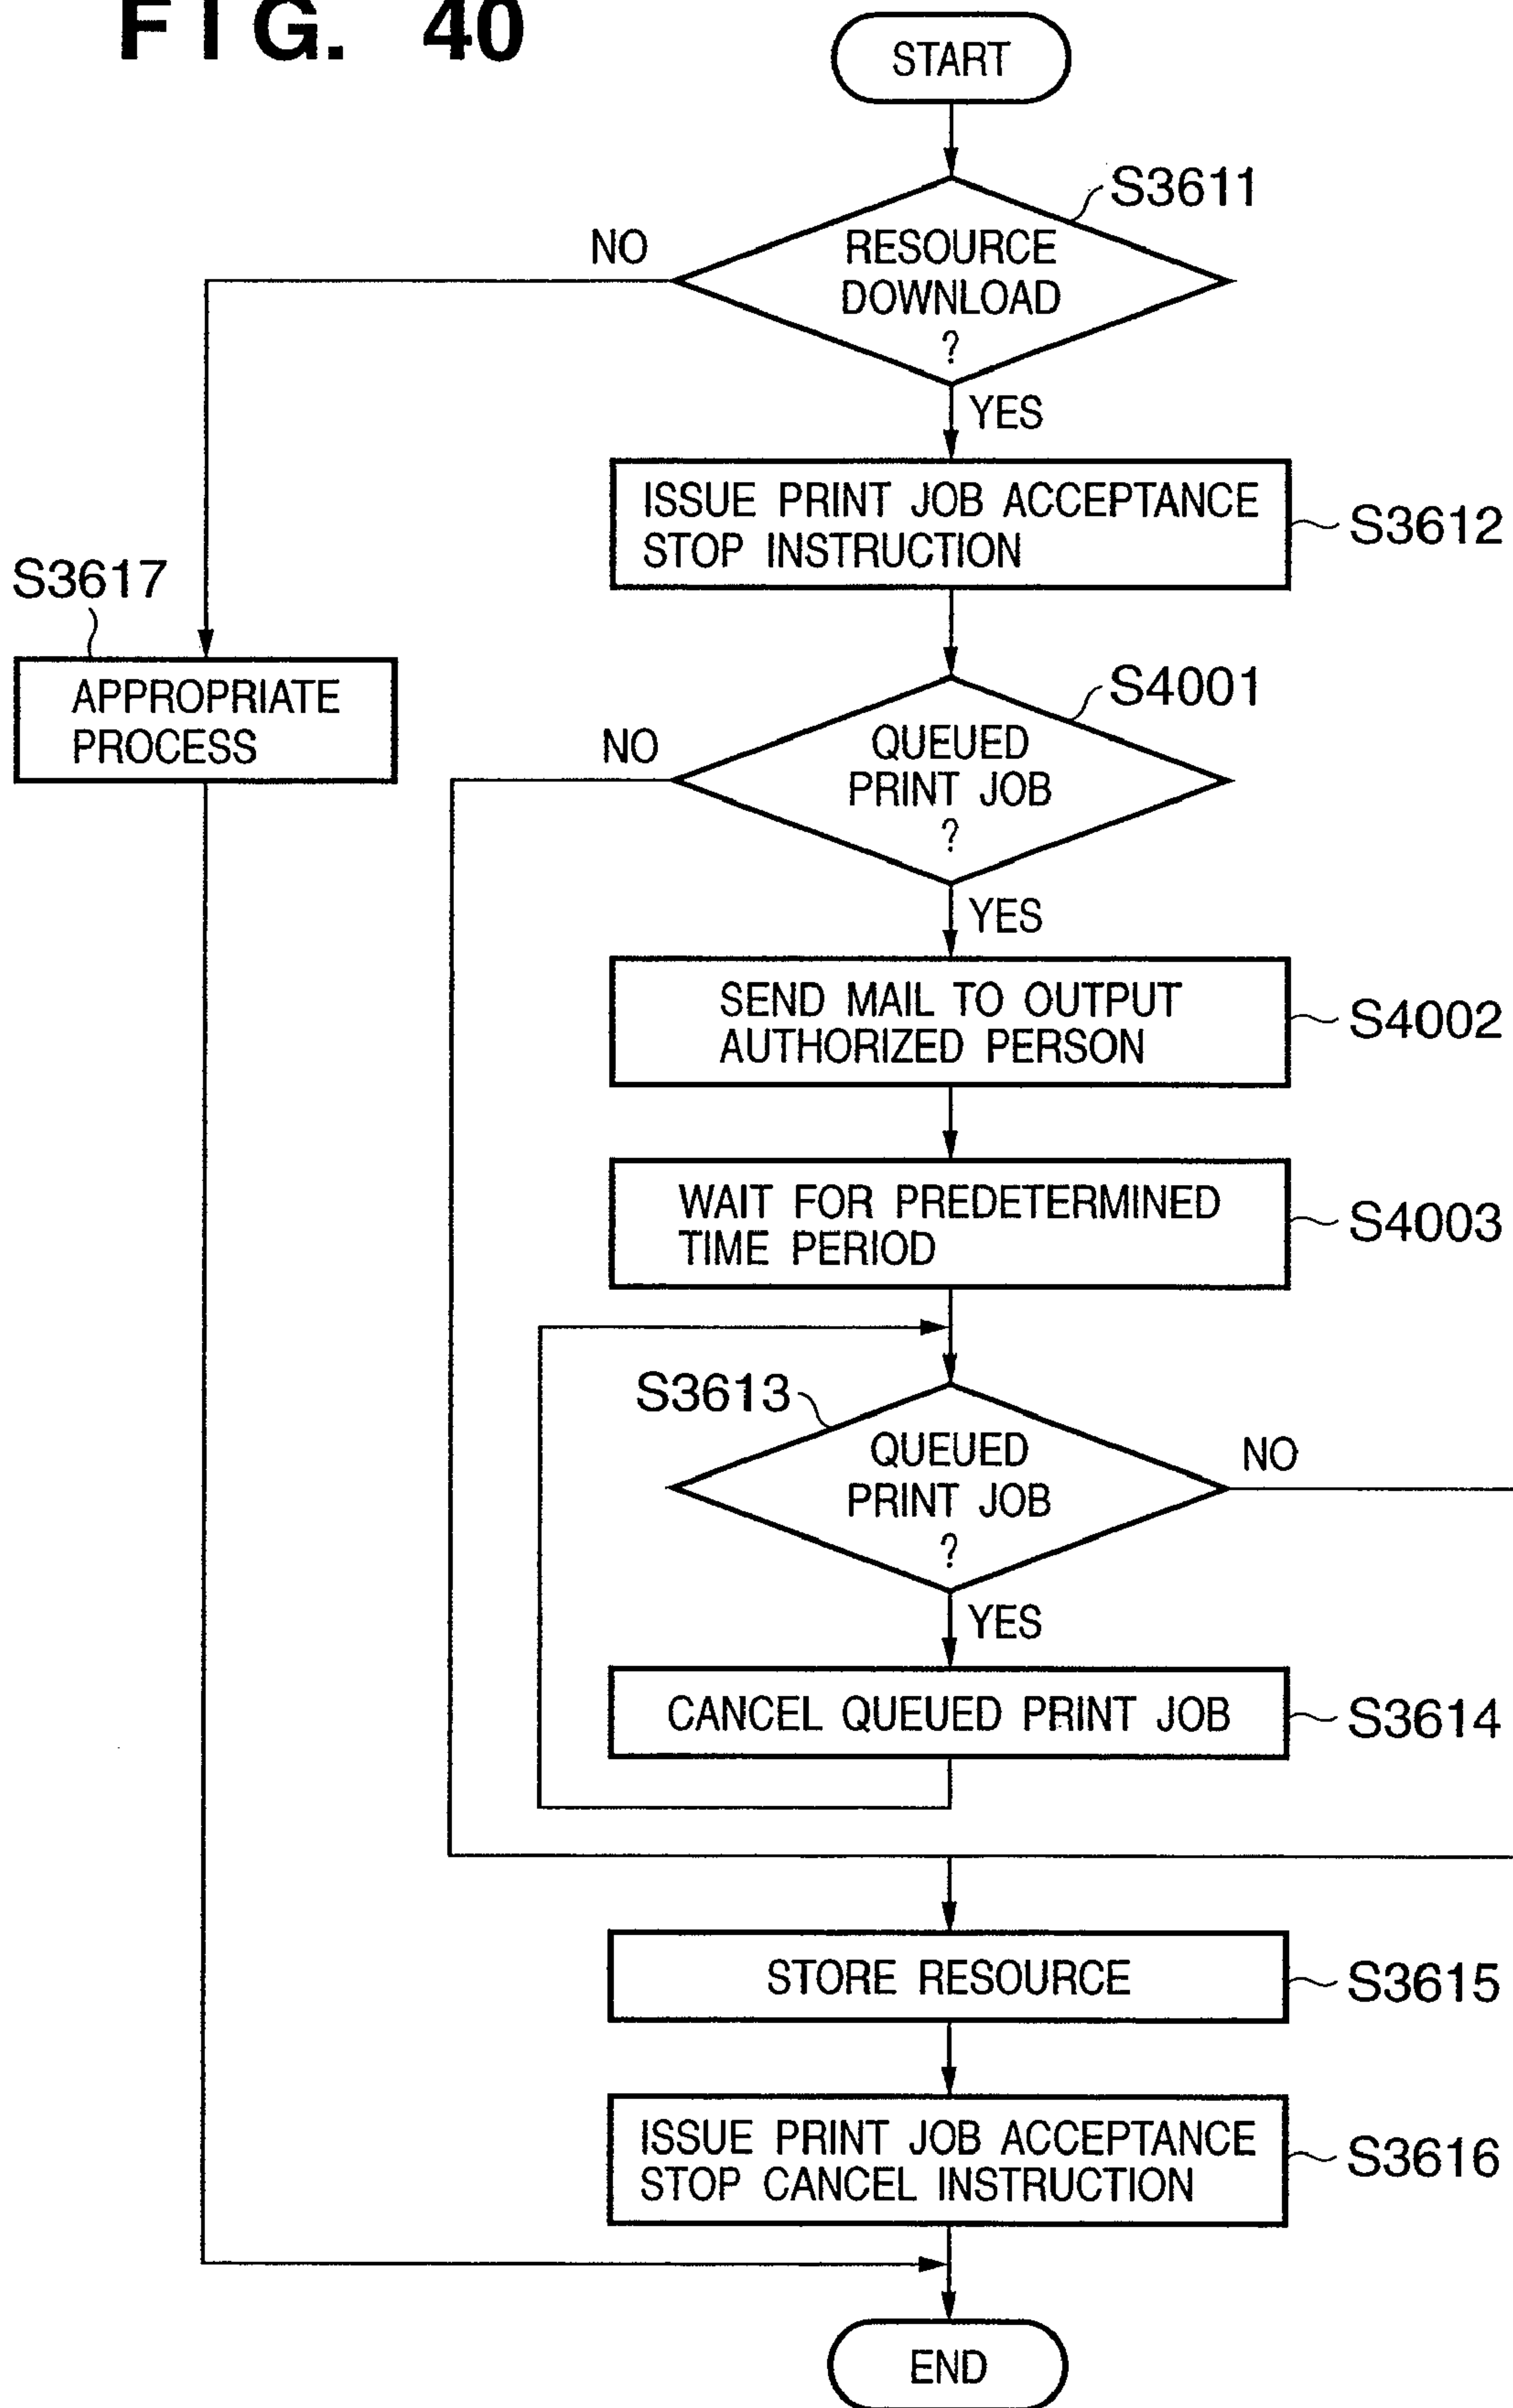 FIG. 40
START
S3611
NO
RESOURCE
DOWNLOAD
?
YES
ISSUE PRINT JOB ACCEPTANCE
STOP INSTRUCTION
S3612
S3617
APPROPRIATE
PROCESS
S4001
NO
QUEUED
PRINT JOB
?
YES
SEND MAIL TO OUTPUT
AUTHORIZED PERSON
S4002
WAIT FOR PREDETERMINED
TIME PERIOD
S4003
S3613
QUEUED
PRINT JOB
?
NO
YES
CANCEL QUEUED PRINT JOB
S3614
STORE RESOURCE
S3615
ISSUE PRINT JOB ACCEPTANCE
STOP CANCEL INSTRUCTION
S3616
END